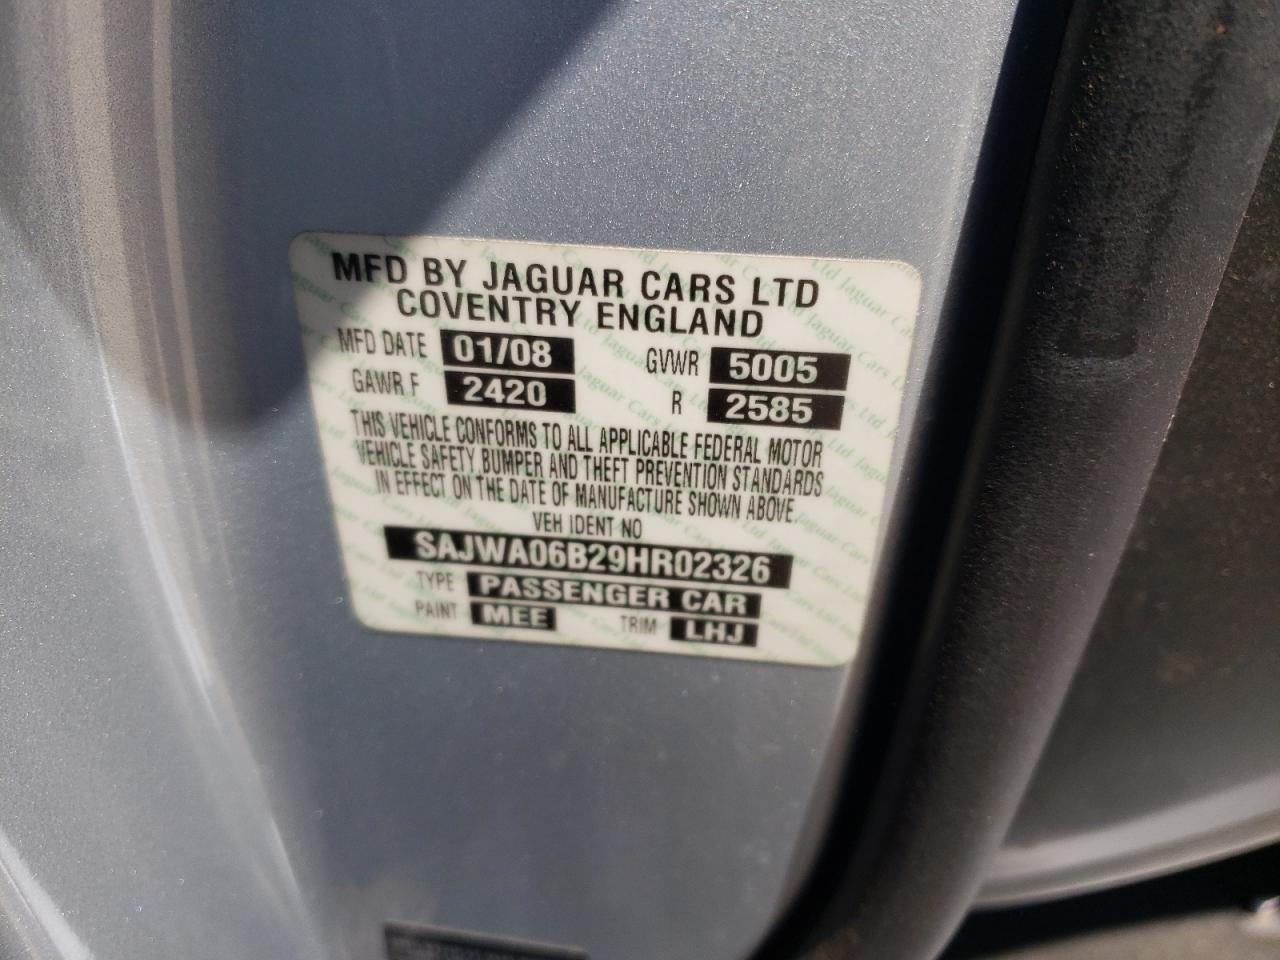 MFD BY JAGUAR CARS LTD
COVENTRY ENGLAND
MFD DATE 01/08 GVWR 5005
GAWR F 2420 R 2585
THIS VEHICLE CONFORMS TO ALL APPLICABLE FEDERAL MOTOR
VEHICLE SAFETY, BUMPER AND THEFT PREVENTION STANDARDS
IN EFFECT ON THE DATE OF MANUFACTURE SHOWN ABOVE.
VEH IDENT NO
SAJWA06B29HR02326
TYPE PASSENGER CAR
PAINT MEE TRIM LHJ